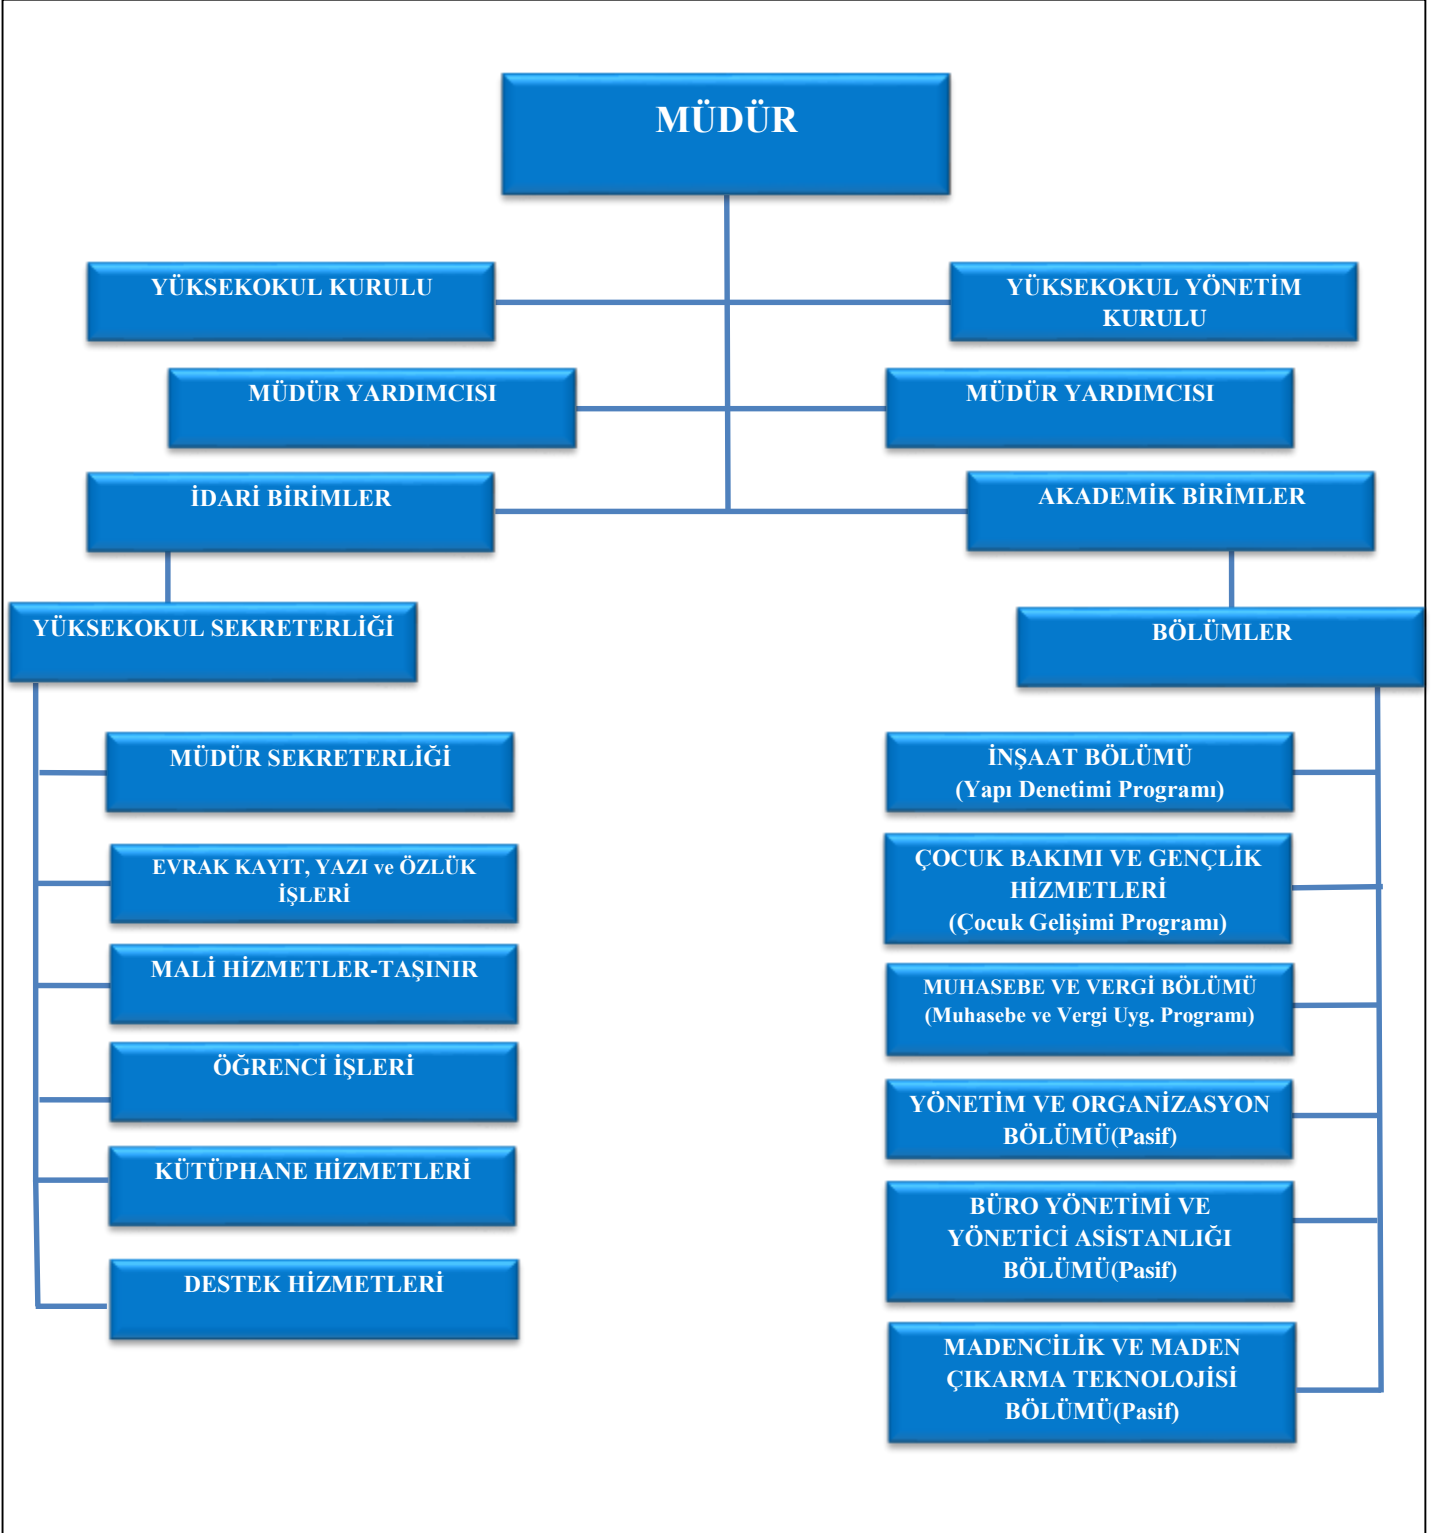 MÜDÜR
YÜKSEKOKUL KURULU
YÜKSEKOKUL YÖNETİM
KURULU
MÜDÜR YARDIMCISI
MÜDÜR YARDIMCISI
İDARİ BİRİMLER
AKADEMİK BİRİMLER
YÜKSEKOKUL SEKRETERLİĞİ
BÖLÜMLER
MÜDÜR SEKRETERLİĞİ
EVRAK KAYIT, YAZI ve ÖZLÜK
İŞLERİ
MALİ HİZMETLER-TAŞINIR
ÖĞRENCİ İŞLERİ
KÜTÜPHANE HİZMETLERİ
DESTEK HİZMETLERİ
İNŞAAT BÖLÜMÜ
(Yapı Denetimi Programı)
ÇOCUK BAKIMI VE GENÇLİK
HİZMETLERİ
(Çocuk Gelişimi Programı)
MUHASEBE VE VERGİ BÖLÜMÜ
(Muhasebe ve Vergi Uyg. Programı)
YÖNETİM VE ORGANİZASYON
BÖLÜMÜ(Pasif)
BÜRO YÖNETİMİ VE
YÖNETİCİ ASİSTANLIĞI
BÖLÜMÜ(Pasif)
MADENCİLİK VE MADEN
ÇIKARMA TEKNOLOJİSİ
BÖLÜMÜ(Pasif)